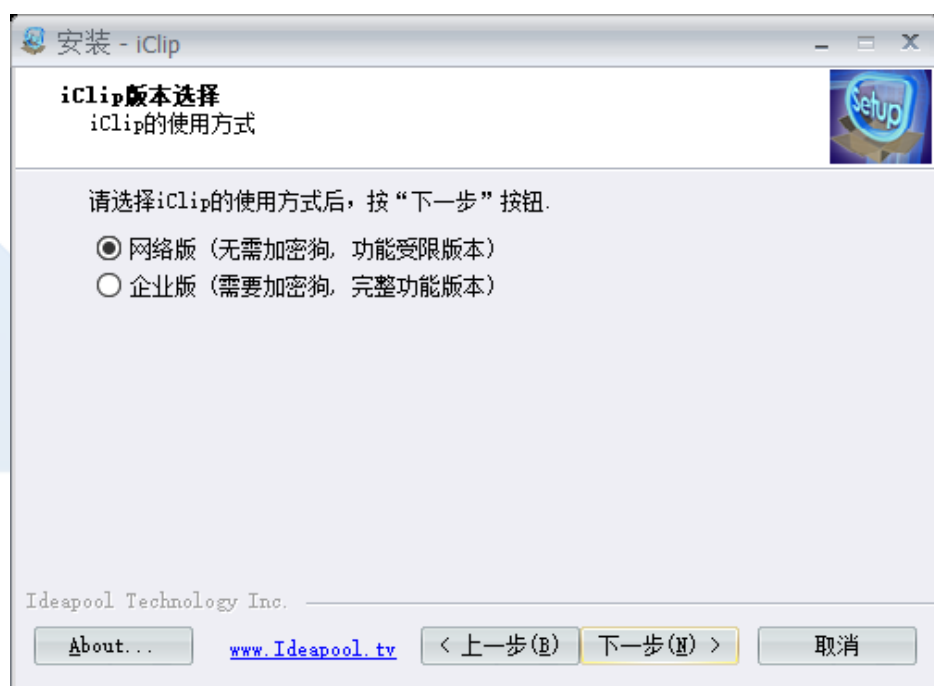 安装 - iClip
iClip版本选择
iClip的使用方式
Setup
请选择iClip的使用方式后，按“下一步”按钮.
网络版（无需加密狗，功能受限版本）
企业版（需要加密狗，完整功能版本）
Ideapool Technology Inc.
About...
www.Ideapool.tv
< 上一步(B)
下一步(N) >
取消